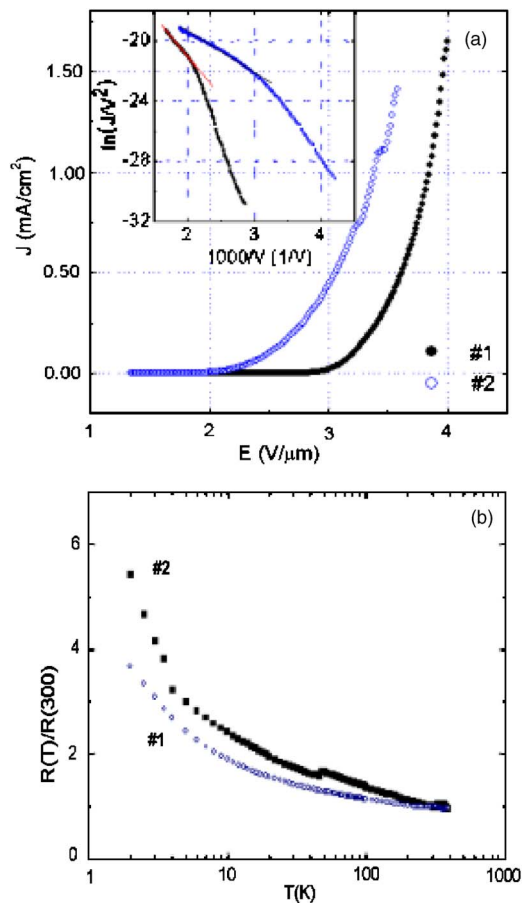 (a)
J (mA/cm²)
1.50
1.00
0.50
0.00
1 2 3 4
E (V/μm)
ln(J/V²)
-20
-24
-28
-32
2 3 4
1000/V [1/V]
#1
#2
(b)
R(T)/R(300)
6
4
2
0
#2
#1
1 10 100 1000
T(K)